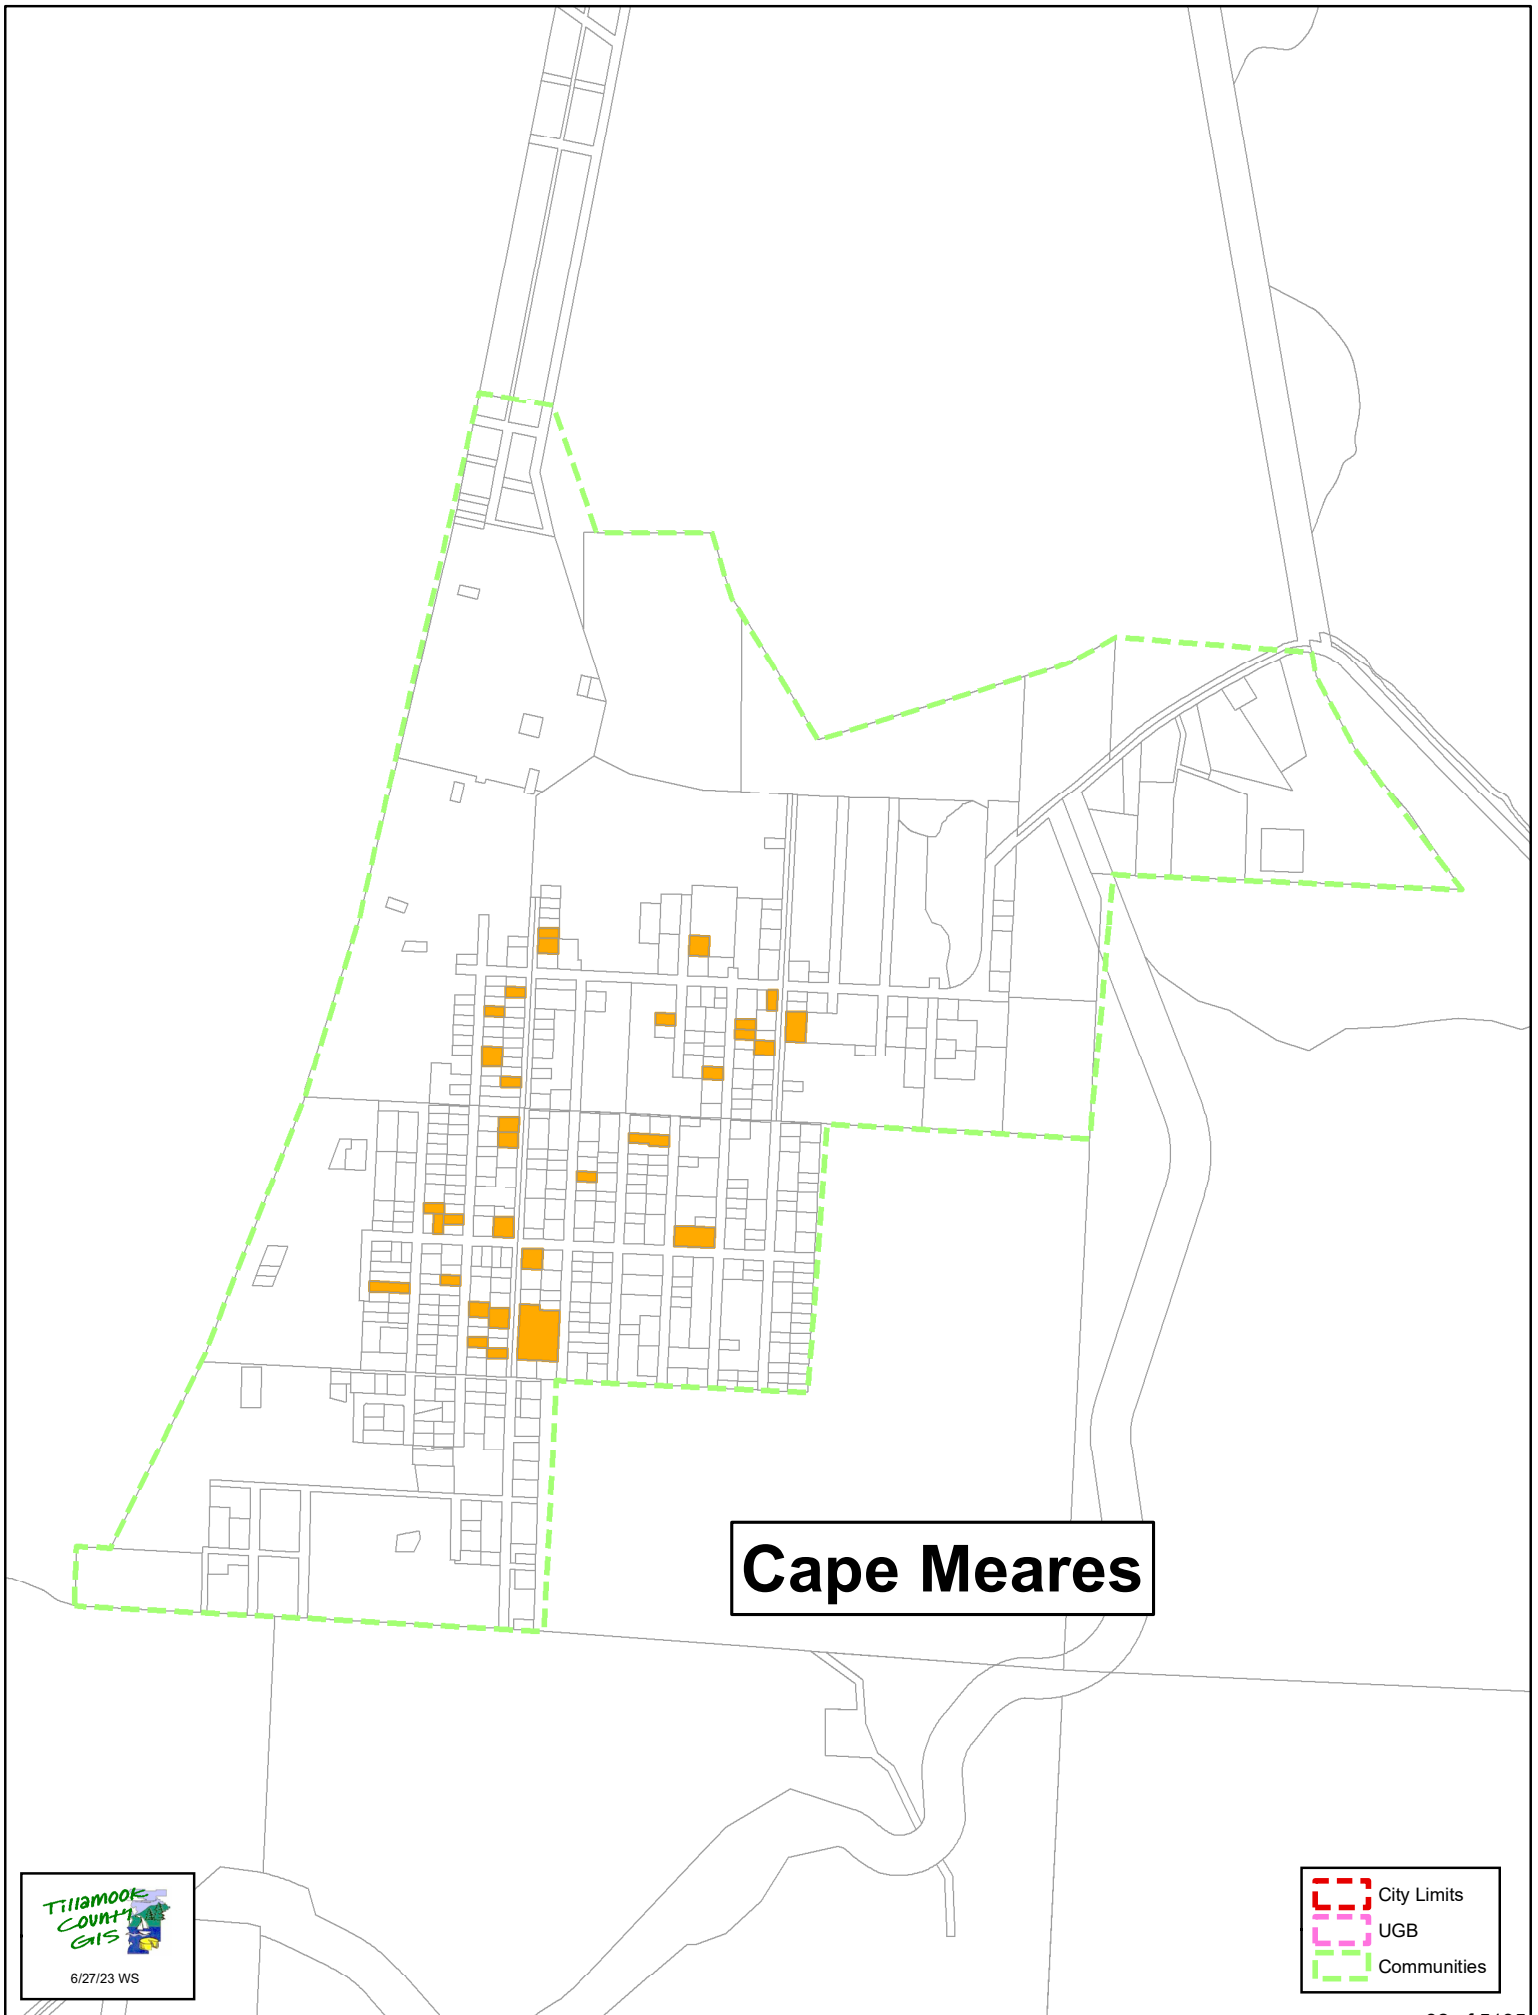 Cape Meares
Tillamook
County
GIS
6/27/23 WS
City Limits
UGB
Communities